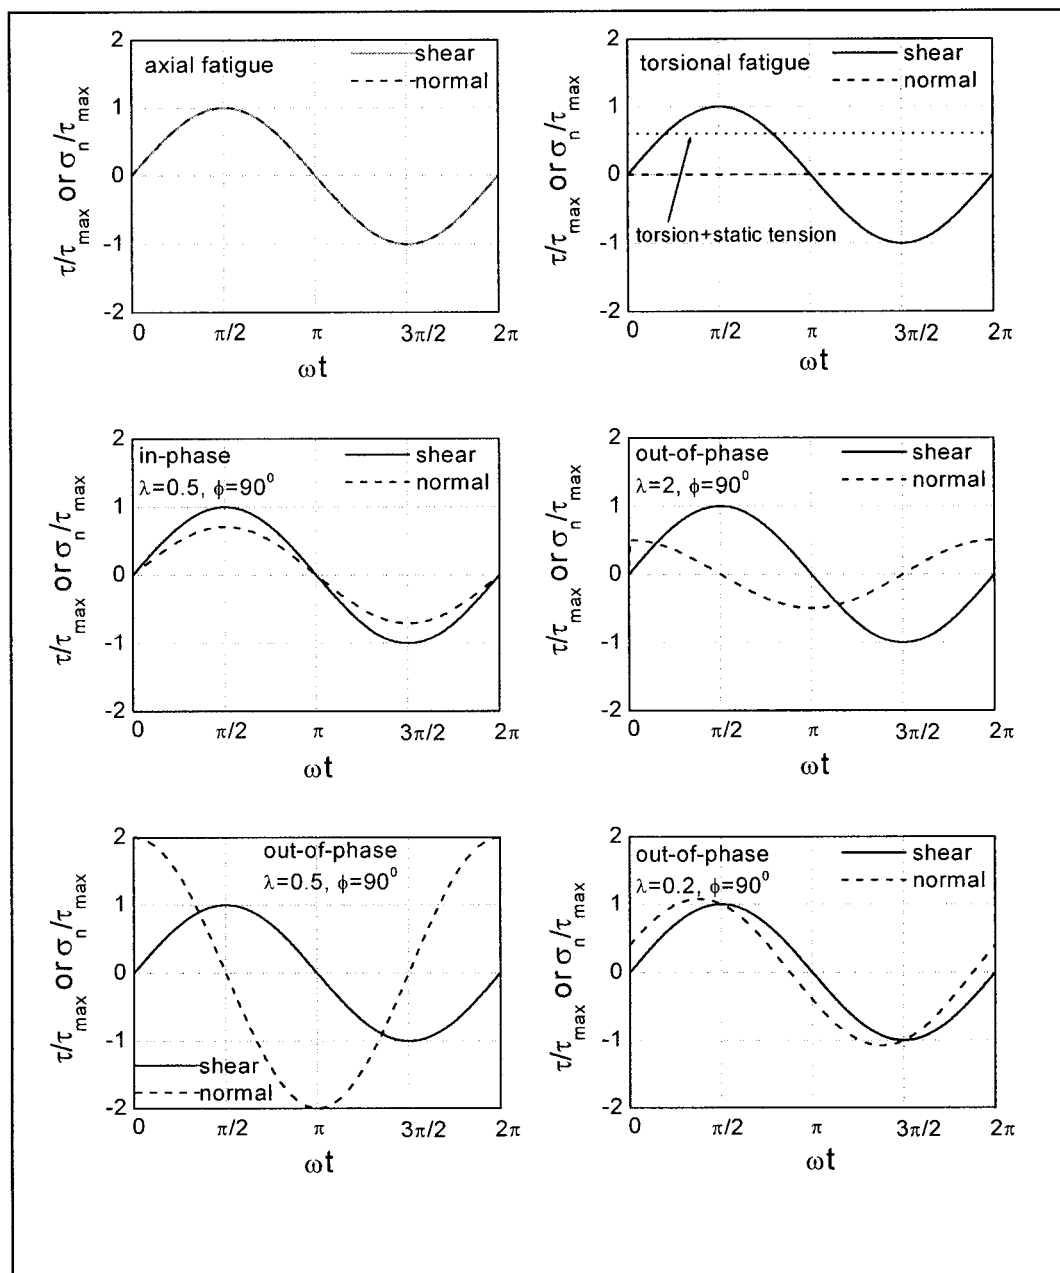 axial fatigue
shear
normal
2
1
0
-1
-2
τ/τmax or σn/τmax
0 π/2 π 3π/2 2π
ωt
torsional fatigue
shear
normal
torsion+static tension
2
1
0
-1
-2
τ/τmax or σn/τmax
0 π/2 π 3π/2 2π
ωt
in-phase
λ=0.5, ϕ=90⁰
shear
normal
2
1
0
-1
-2
τ/τmax or σn/τmax
0 π/2 π 3π/2 2π
ωt
out-of-phase
λ=2, ϕ=90⁰
shear
normal
2
1
0
-1
-2
τ/τmax or σn/τmax
0 π/2 π 3π/2 2π
ωt
out-of-phase
λ=0.5, ϕ=90⁰
shear
normal
2
1
0
-1
-2
τ/τmax or σn/τmax
0 π/2 π 3π/2 2π
ωt
out-of-phase
λ=0.2, ϕ=90⁰
shear
normal
2
1
0
-1
-2
τ/τmax or σn/τmax
0 π/2 π 3π/2 2π
ωt